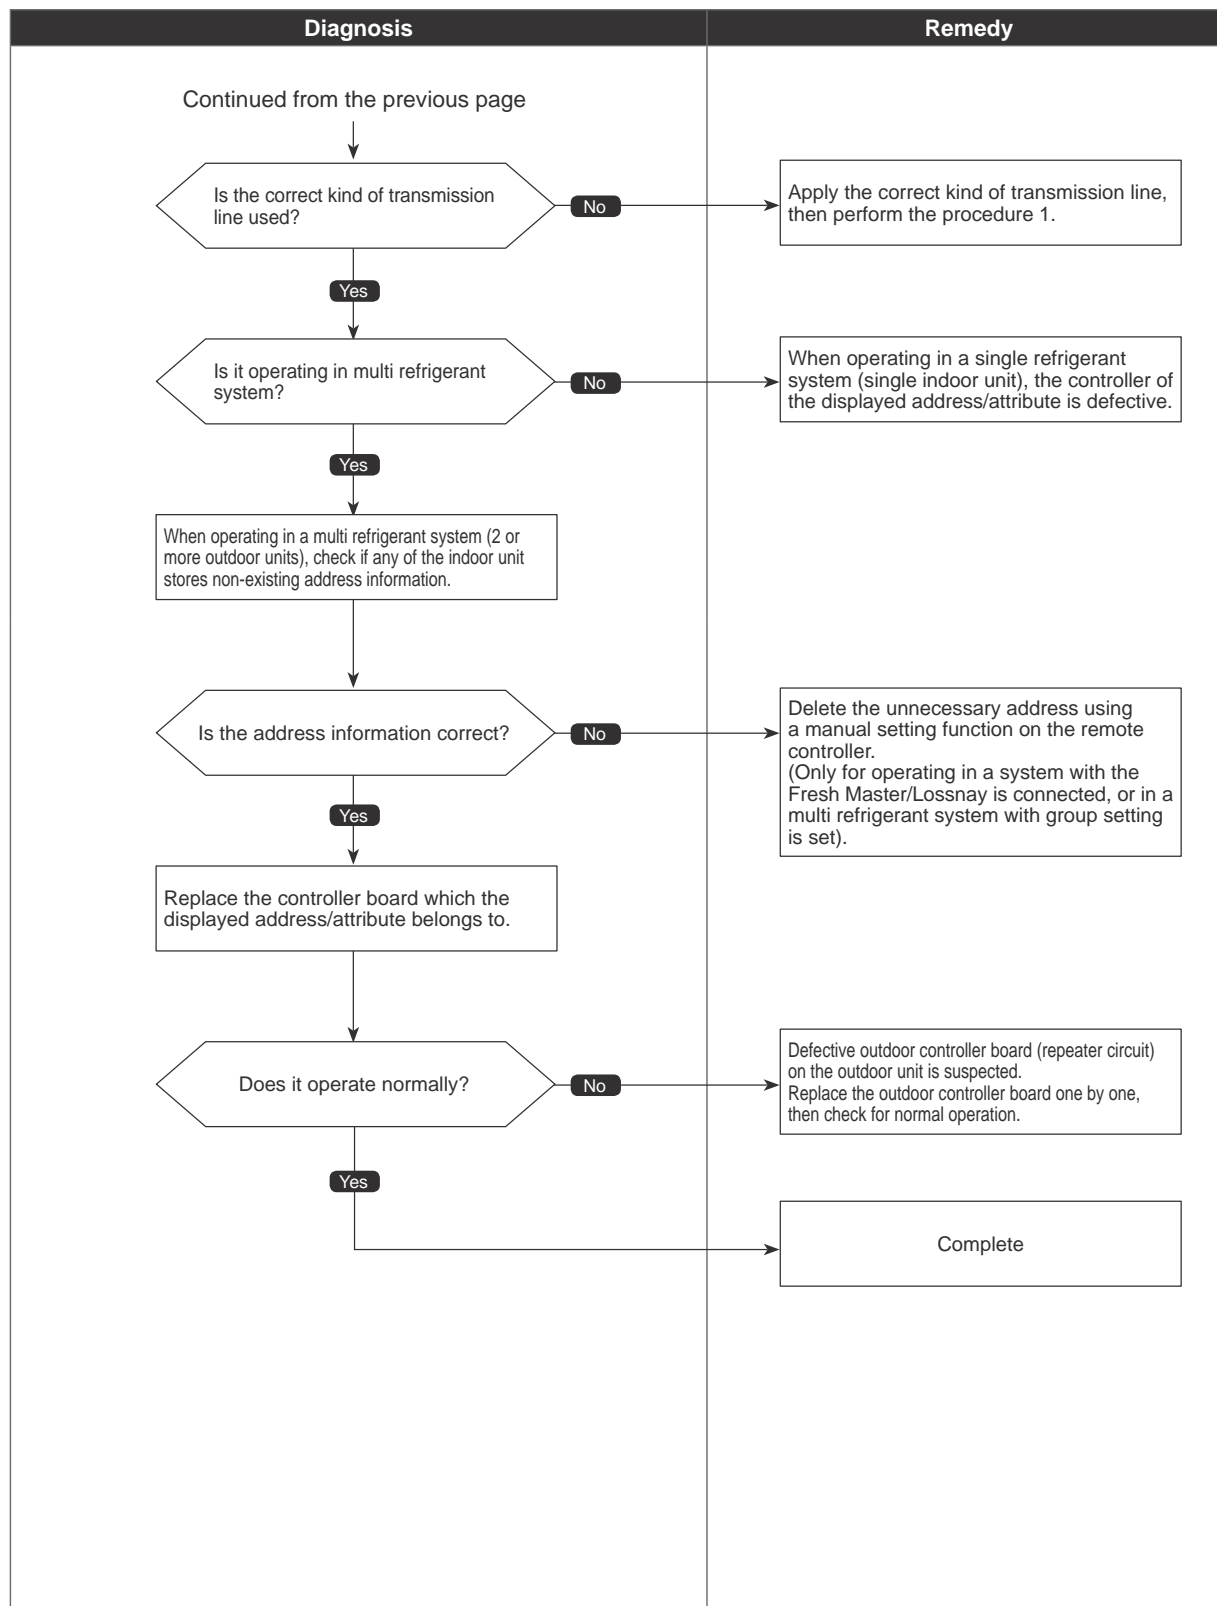 Diagnosis
Remedy
Continued from the previous page
Is the correct kind of transmission
line used?
No
Apply the correct kind of transmission line,
then perform the procedure 1.
Yes
Is it operating in multi refrigerant
system?
No
When operating in a single refrigerant
system (single indoor unit), the controller of
the displayed address/attribute is defective.
Yes
When operating in a multi refrigerant system (2 or
more outdoor units), check if any of the indoor unit
stores non-existing address information.
Is the address information correct?
No
Delete the unnecessary address using
a manual setting function on the remote
controller.
(Only for operating in a system with the
Fresh Master/Lossnay is connected, or in a
multi refrigerant system with group setting
is set).
Yes
Replace the controller board which the
displayed address/attribute belongs to.
Does it operate normally?
No
Defective outdoor controller board (repeater circuit)
on the outdoor unit is suspected.
Replace the outdoor controller board one by one,
then check for normal operation.
Yes
Complete